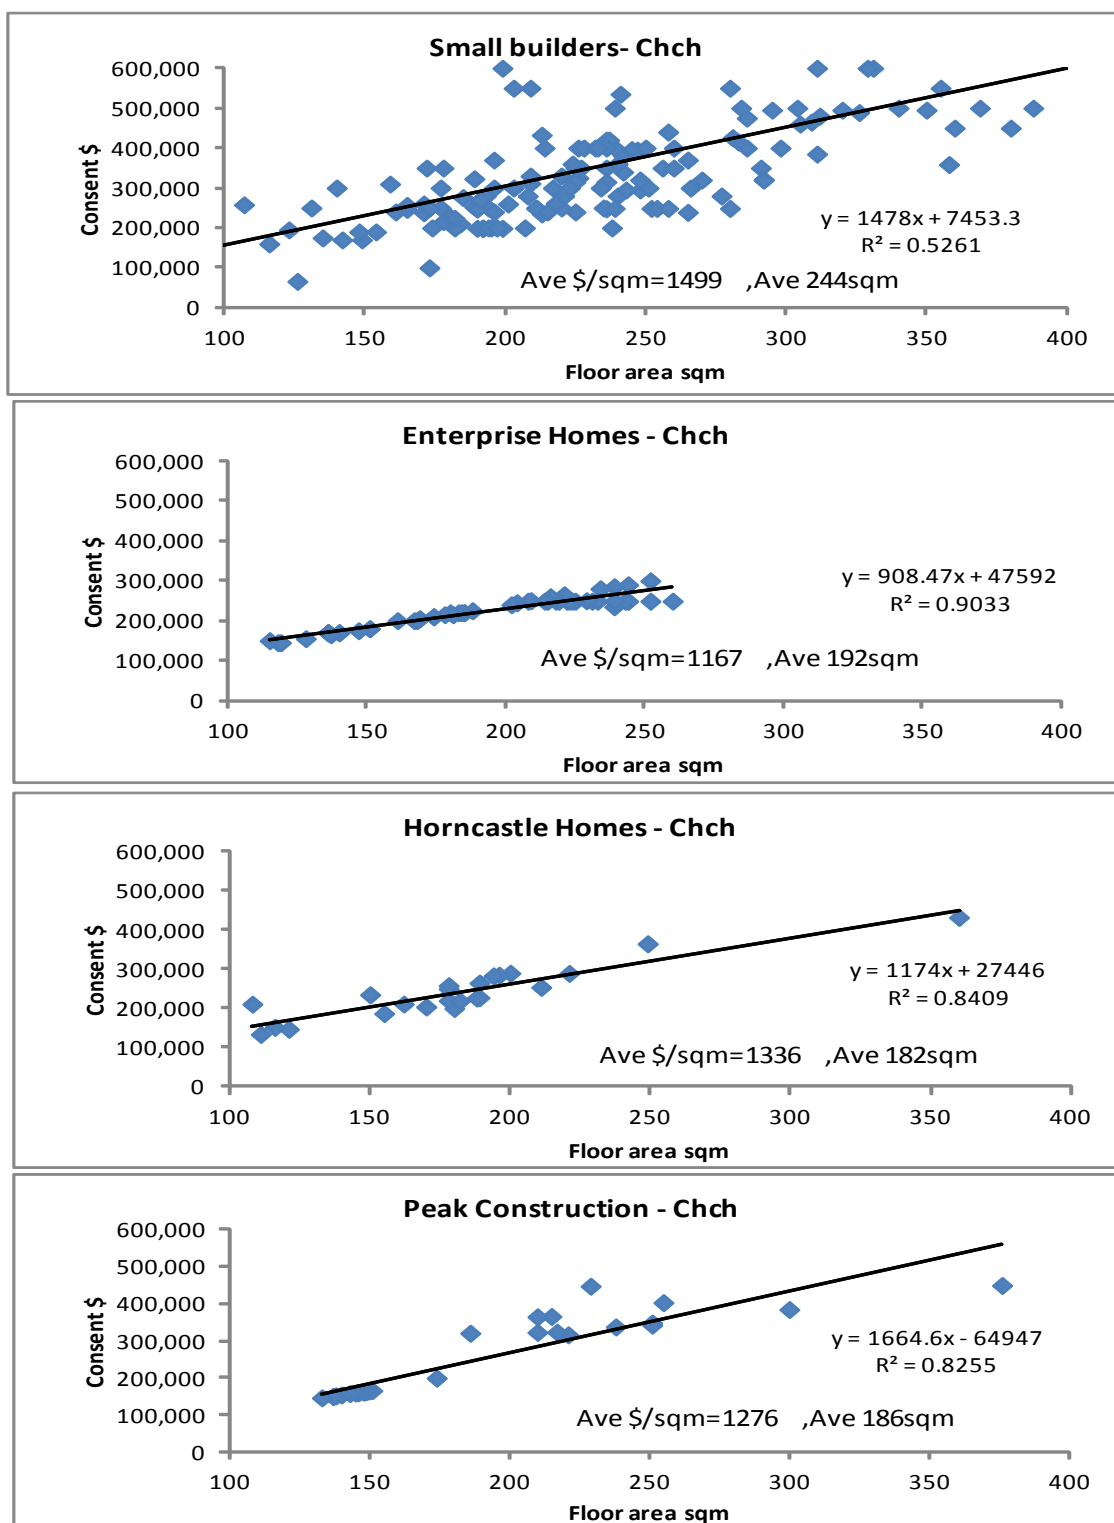 Small builders- Chch
600,000
500,000
400,000
300,000
200,000
100,000
0
Consent $
y = 1478x + 7453.3
R² = 0.5261
Ave $/sqm=1499 ,Ave 244sqm
100 150 200 250 300 350 400
Floor area sqm
Enterprise Homes - Chch
600,000
500,000
400,000
300,000
200,000
100,000
0
Consent $
y = 908.47x + 47592
R² = 0.9033
Ave $/sqm=1167 ,Ave 192sqm
100 150 200 250 300 350 400
Floor area sqm
Horncastle Homes - Chch
600,000
500,000
400,000
300,000
200,000
100,000
0
Consent $
y = 1174x + 27446
R² = 0.8409
Ave $/sqm=1336 ,Ave 182sqm
100 150 200 250 300 350 400
Floor area sqm
Peak Construction - Chch
600,000
500,000
400,000
300,000
200,000
100,000
0
Consent $
y = 1664.6x - 64947
R² = 0.8255
Ave $/sqm=1276 ,Ave 186sqm
100 150 200 250 300 350 400
Floor area sqm